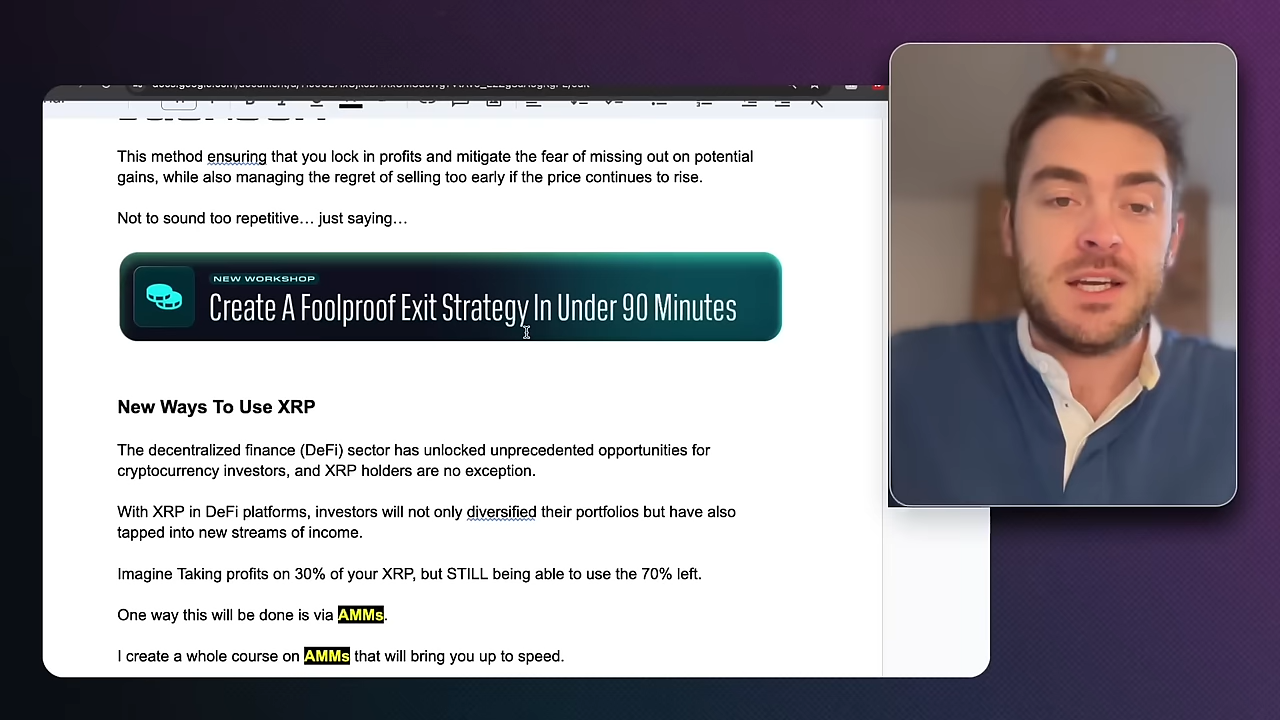 This method ensuring that you lock in profits and mitigate the fear of missing out on potential
gains, while also managing the regret of selling too early if the price continues to rise.
Not to sound too repetitive… just saying…
NEW WORKSHOP
Create A Foolproof Exit Strategy In Under 90 Minutes
New Ways To Use XRP
The decentralized finance (DeFi) sector has unlocked unprecedented opportunities for
cryptocurrency investors, and XRP holders are no exception.
With XRP in DeFi platforms, investors will not only diversified their portfolios but have also
tapped into new streams of income.
Imagine Taking profits on 30% of your XRP, but STILL being able to use the 70% left.
One way this will be done is via AMMs.
I create a whole course on AMMs that will bring you up to speed.